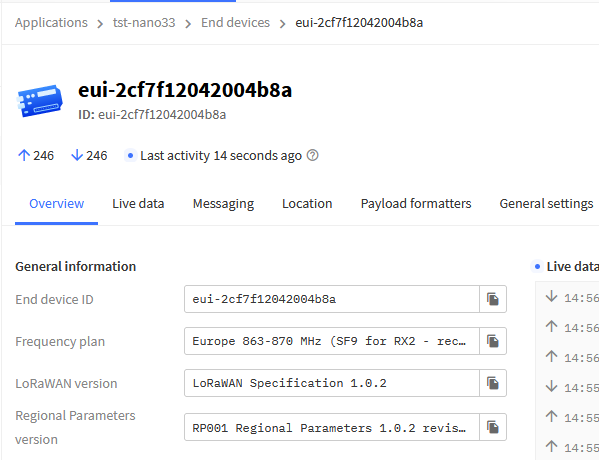 Applications > tst-nano33 > End devices > eui-2cf7f12042004b8a
eui-2cf7f12042004b8a
ID: eui-2cf7f12042004b8a
↑ 246 ↓ 246 • Last activity 14 seconds ago ?
Overview Live data Messaging Location Payload formatters General settings
General information
• Live data
End device ID
eui-2cf7f12042004b8a
Frequency plan
Europe 863-870 MHz (SF9 for RX2 - rec…
LoRaWAN version
LoRaWAN Specification 1.0.2
Regional Parameters
version
RP001 Regional Parameters 1.0.2 revis…
↓ 14:56
↑ 14:56
↑ 14:56
↓ 14:55
↑ 14:55
↑ 14:55